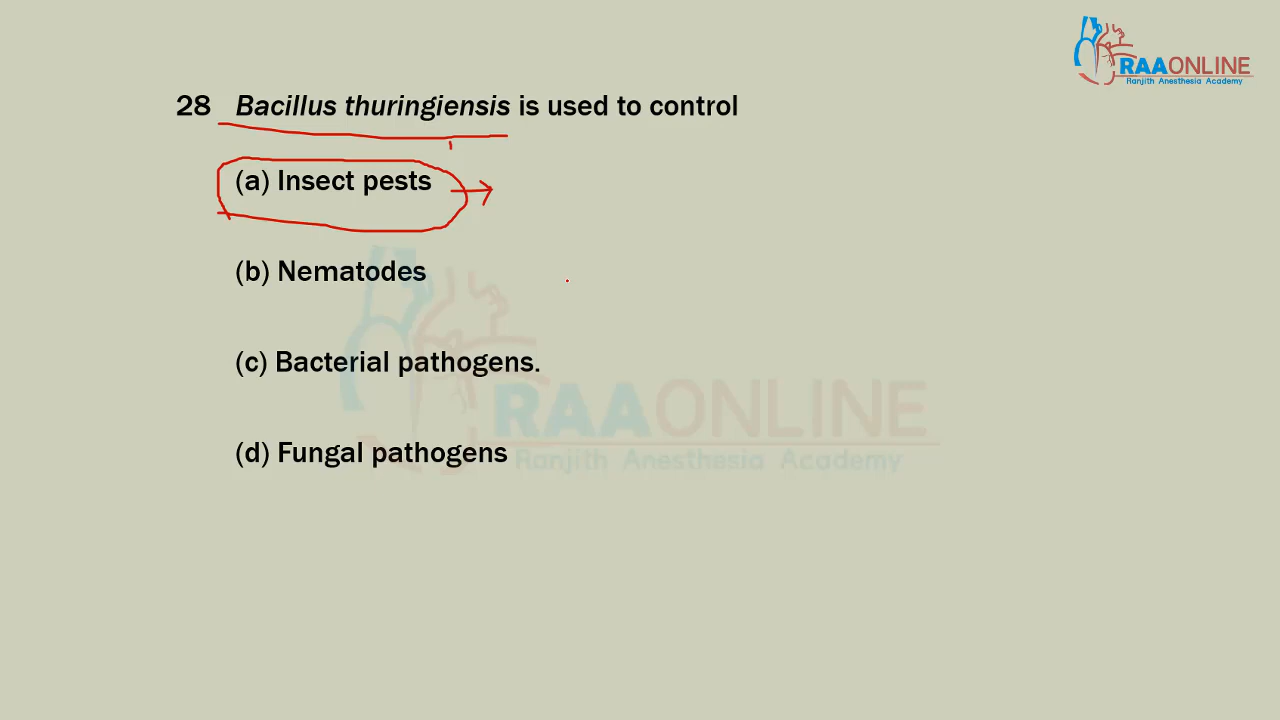 RAAONLINE
Ranjith Anesthesia Academy
28 Bacillus thuringiensis is used to control
(a) Insect pests
(b) Nematodes
(c) Bacterial pathogens.
(d) Fungal pathogens
RAAONLINE
Ranjith Anesthesia Academy